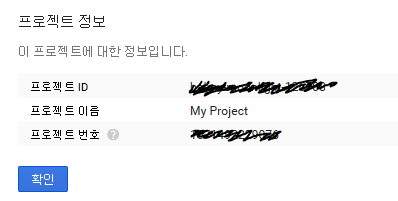 프로젝트 정보
이 프로젝트에 대한 정보입니다.
프로젝트 ID
프로젝트 이름 My Project
프로젝트 번호 ?
확인